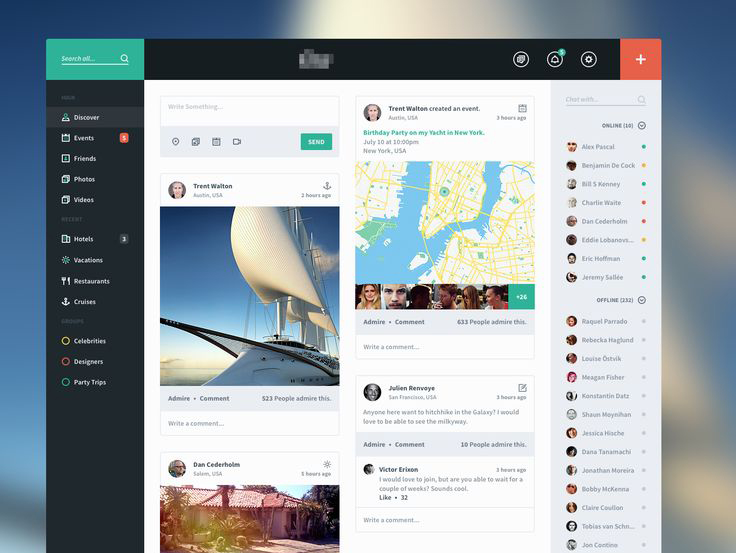 Search all...
5
+
MAIN
Discover
Events 5
Friends
Photos
Videos
RECENT
Hotels 3
Vacations
Restaurants
Cruises
GROUPS
Celebrities
Designers
Party Trips
Write Something...
SEND
Trent Walton
Austin, USA
2 hours ago
Admire • Comment 523 People admire this.
Write a comment...
Dan Cederholm
Salem, USA
5 hours ago
Trent Walton created an event.
Austin, USA
3 hours ago
Birthday Party on my Yacht in New York.
July 10 at 10:00pm
New York, USA
+26
Admire • Comment 633 People admire this.
Write a comment...
Julien Renvoye
San Francisco, USA
3 hours ago
Anyone here want to hitchhike in the Galaxy? I would
love to be able to see the milkyway.
Admire • Comment 10 People admire this.
Victor Erixon 3 hours ago
I would love to join, but are you able to wait for a
couple of weeks? Sounds cool.
Like • 32
Write a comment...
Chat with...
ONLINE (10)
Alex Pascal
Benjamin De Cock
Bill S Kenney
Charlie Waite
Dan Cederholm
Eddie Lobanovs...
Eric Hoffman
Jeremy Sallée
OFFLINE (232)
Raquel Parrado
Rebecka Haglund
Louise Östvik
Meagan Fisher
Konstantin Datz
Shaun Moynihan
Jessica Hische
Dana Tanamachi
Jonathan Moreira
Bobby McKenna
Claire Coullon
Tobias van Schn...
Jon Contino